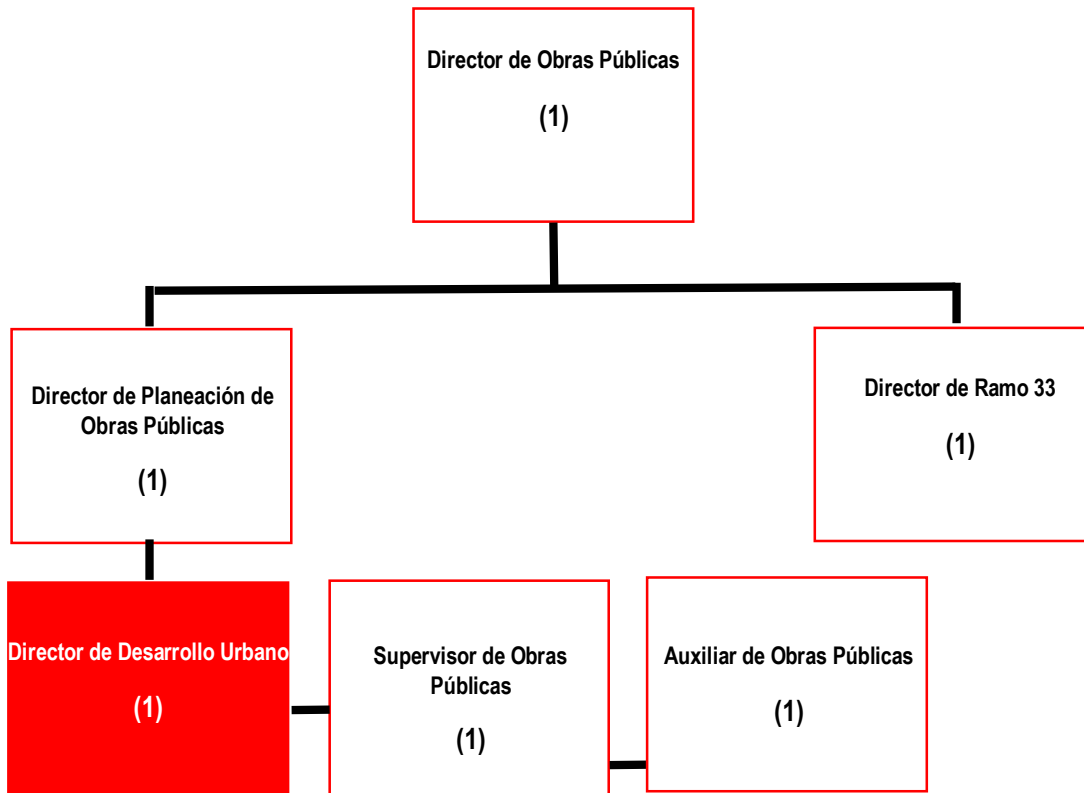 Director de Obras Públicas
(1)
Director de Planeación de
Obras Públicas
(1)
Director de Ramo 33
(1)
Director de Desarrollo Urbano
(1)
Supervisor de Obras
Públicas
(1)
Auxiliar de Obras Públicas
(1)